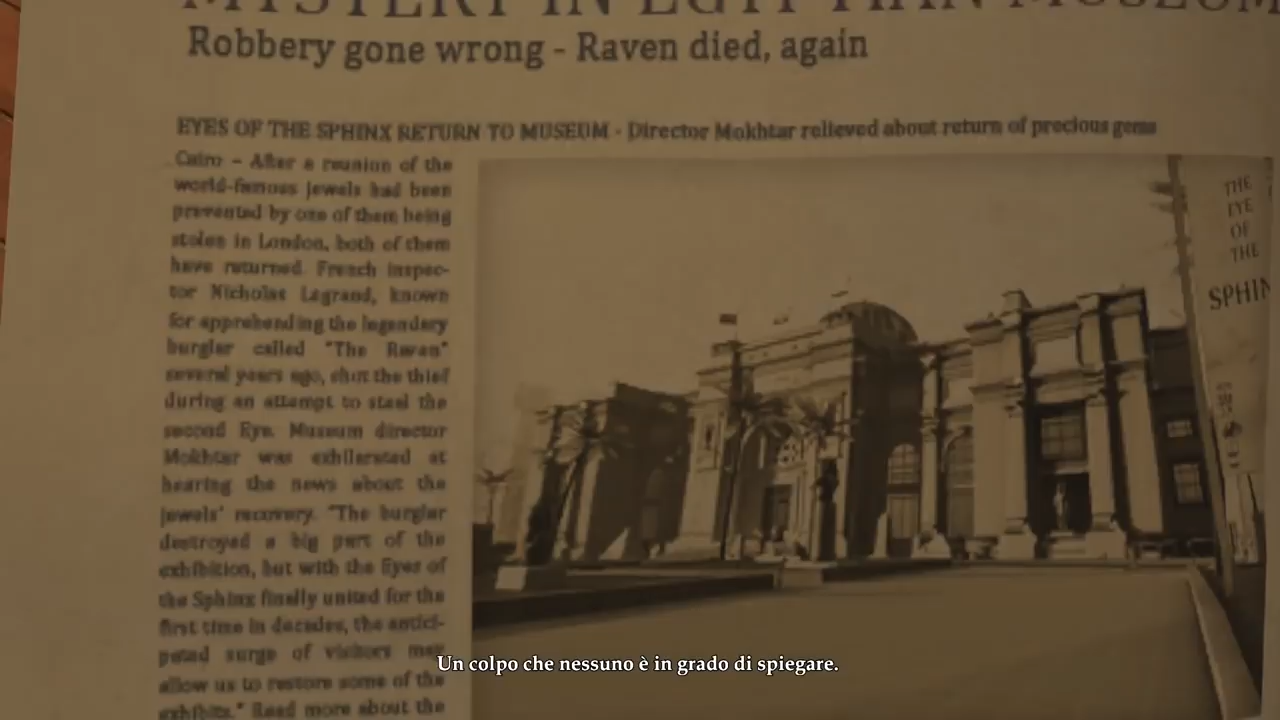 MYSTERY IN EGYPTIAN MUSEUM
Robbery gone wrong - Raven died, again
EYES OF THE SPHINX RETURN TO MUSEUM - Director Mokhtar relieved about return of precious gems
Cairo – After a reunion of the
world-famous jewels had been
prevented by one of them being
stolen in London, both of them
have returned. French inspec-
tor Nicholas Legrand, known
for apprehending the legendary
burglar called "The Raven"
several years ago, shot the thief
during an attempt to steal the
second Eye. Museum director
Mokhtar was exhilerated at
hearing the news about the
jewels' recovery. "The burglar
destroyed a big part of the
exhibition, but with the Eyes of
the Sphinx finally united for the
first time in decades, the antici-
pated surge of visitors may
allow us to restore some of the
exhibits." Read more about the
THE
EYE
OF
THE
SPHIN
Un colpo che nessuno è in grado di spiegare.